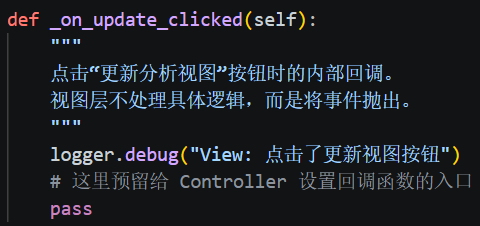 def _on_update_clicked(self):
"""
点击“更新分析视图”按钮时的内部回调。
视图层不处理具体逻辑，而是将事件抛出。
"""
logger.debug("View: 点击了更新视图按钮")
# 这里预留给 Controller 设置回调函数的入口
pass